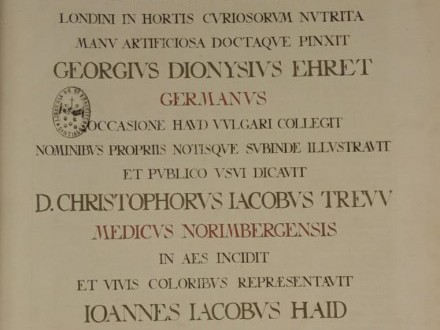 LONDINI IN HORTIS CVRIOSORVM NVTRITA
MANV ARTIFICIOSA DOCTAQVE PINXIT
GEORGIVS DIONYSIVS EHRET
GERMANVS
OCCASIONE HAVD VVLGARI COLLEGIT
NOMINIBVS PROPRIIS NOTISQVE SVBINDE ILLVSTRAVIT
ET PVBLICO VSVI DICAVIT
D. CHRISTOPHORVS IACOBVS TREVV
MEDICVS NORIMBERGENSIS
IN AES INCIDIT
ET VIVIS COLORIBVS REPRÆSENTAVIT
IOANNES IACOBVS HAID